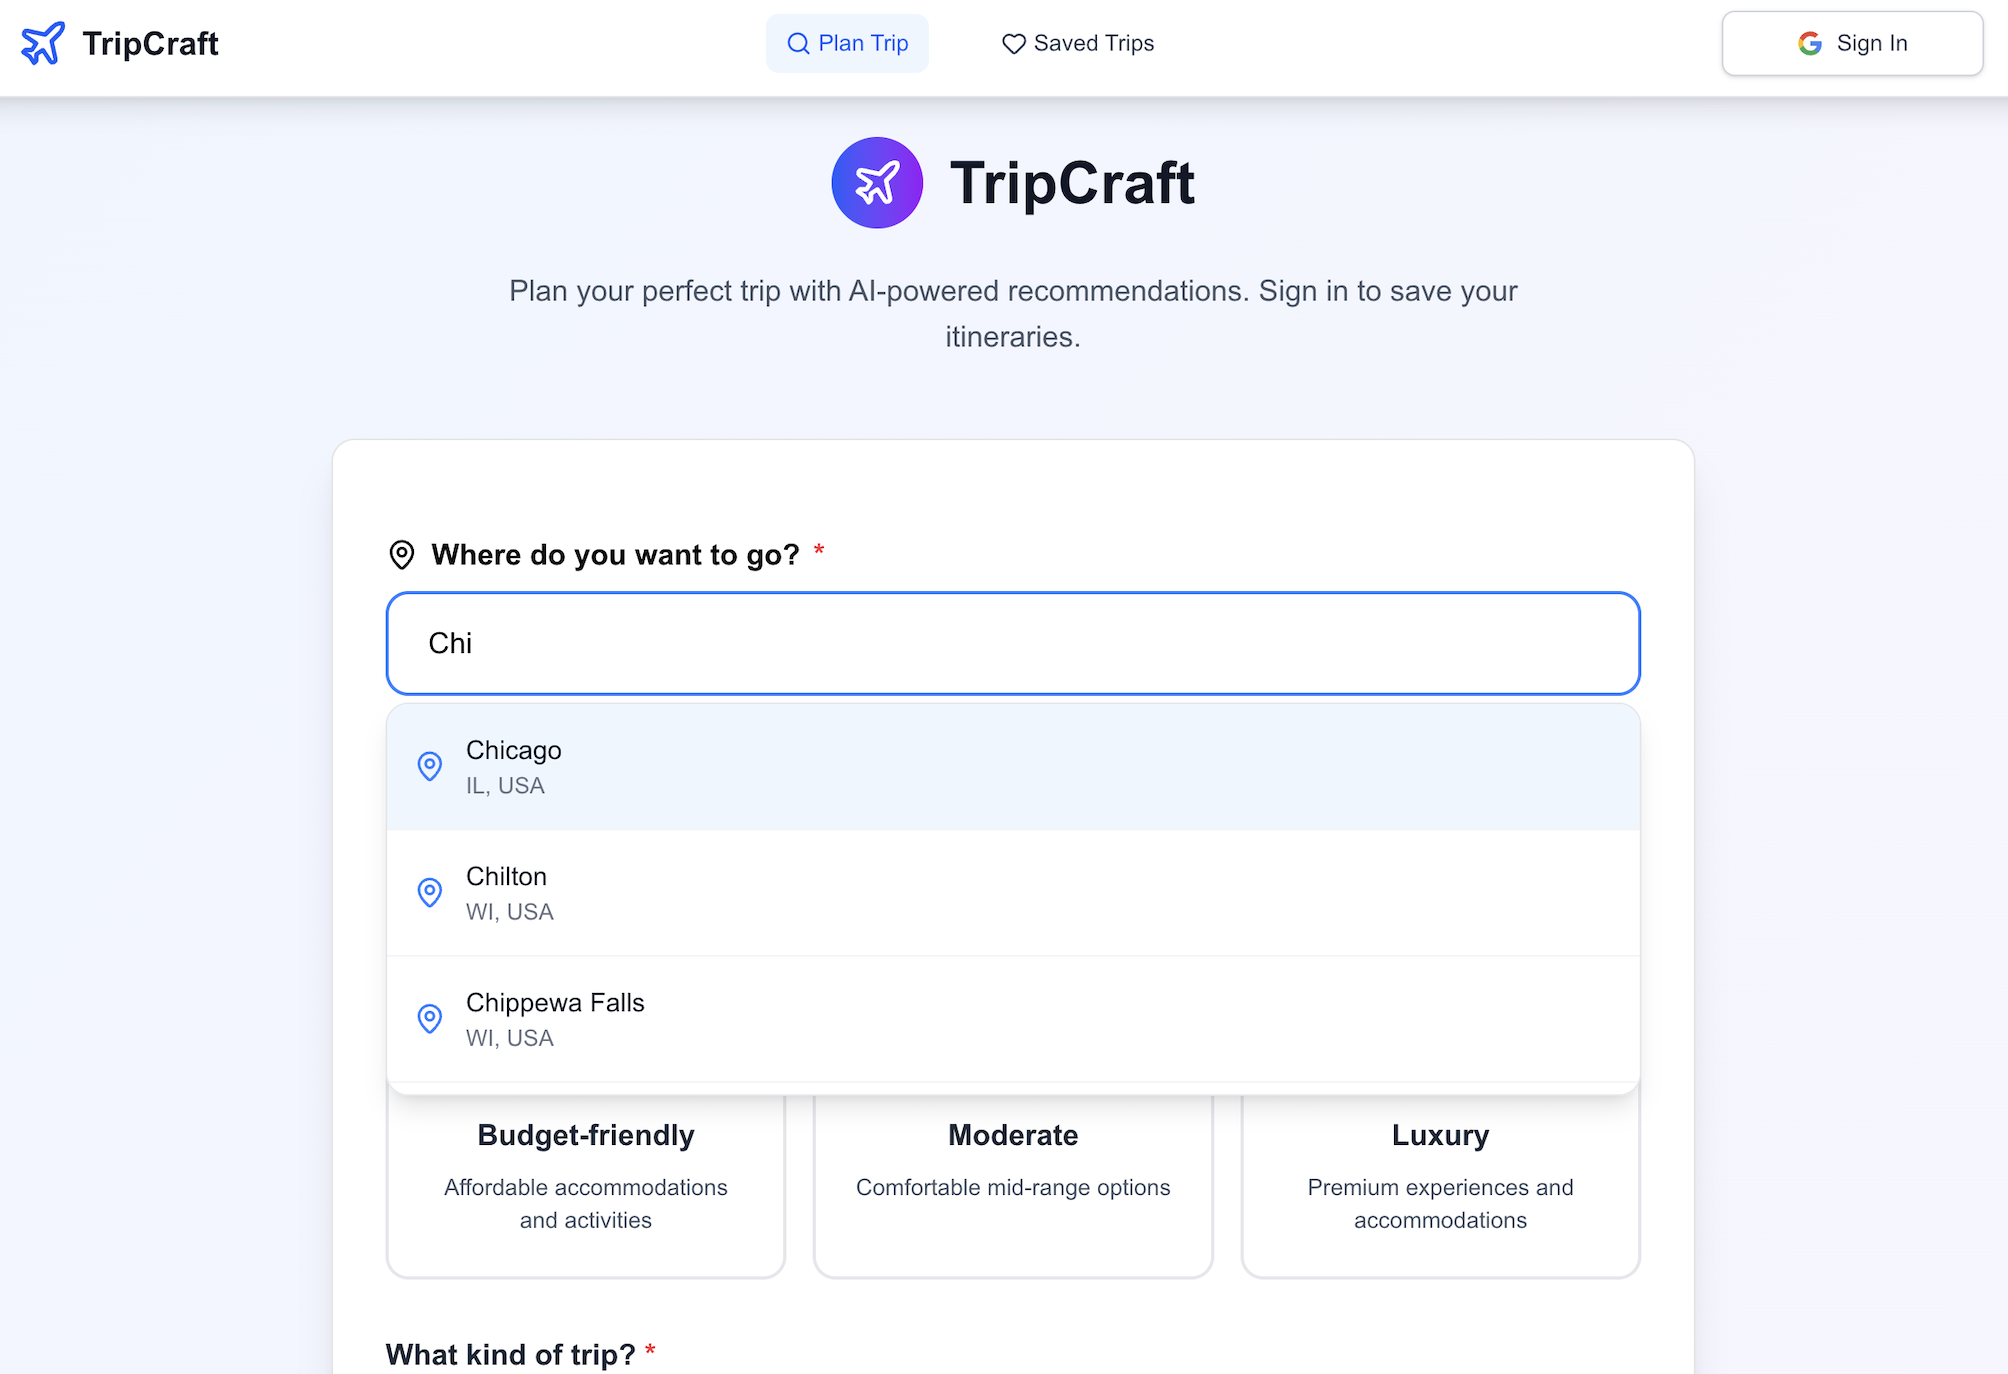 TripCraft
Plan Trip
Saved Trips
Sign In
TripCraft
Plan your perfect trip with AI-powered recommendations. Sign in to save your
itineraries.
Where do you want to go? *
Chi
Chicago
IL, USA
Chilton
WI, USA
Chippewa Falls
WI, USA
Budget-friendly
Affordable accommodations
and activities
Moderate
Comfortable mid-range options
Luxury
Premium experiences and
accommodations
What kind of trip? *